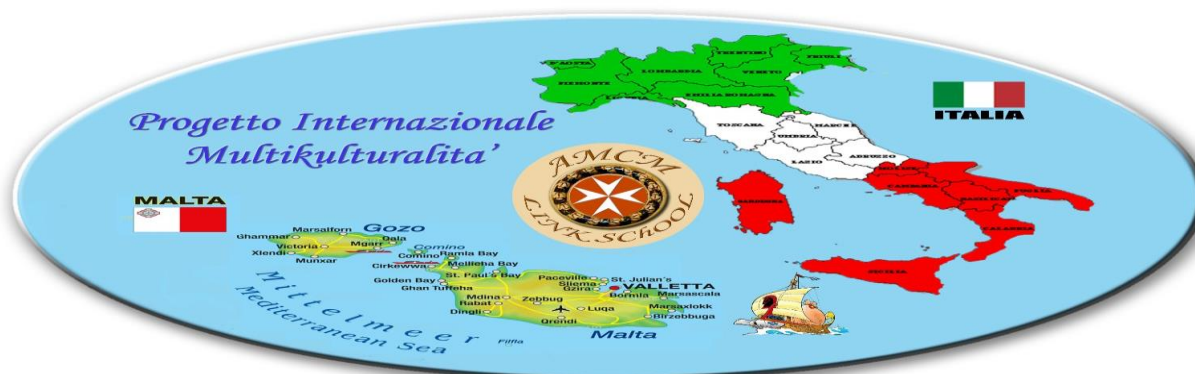 Progetto Internazionale
Multikulturalita'
AMCM
LINK SChOOL
ITALIA
D'AOSTA
PIEMONTE
LOMBARDIA
TRENTINO
FRIULI
VENETO
EMILIA ROMAGNA
TOSCANA
MARCHE
UMBRIA
LAZIO
ABRUZZO
CAMPANIA
PUGLIA
CALABRIA
SICILIA
MALTA
Gozo
Marsalforn
Ghammar
Qala
Victoria
Mgarr
Xlendi
Munxar
Comino
Comino
Ramla Bay
Cirkewwa
Mellieha Bay
Golden Bay
St. Paul's Bay
Ghan Tuffeha
Paceville
St. Julian's
Sliema
Gzira
VALLETTA
Bormla
Marsascala
Mdina
Zebbug
Rabat
Luqa
Marsaxlokk
Dingli
Qrendi
Birzebbuga
Malta
Filfla
Mittelmeer
Mediterranean Sea